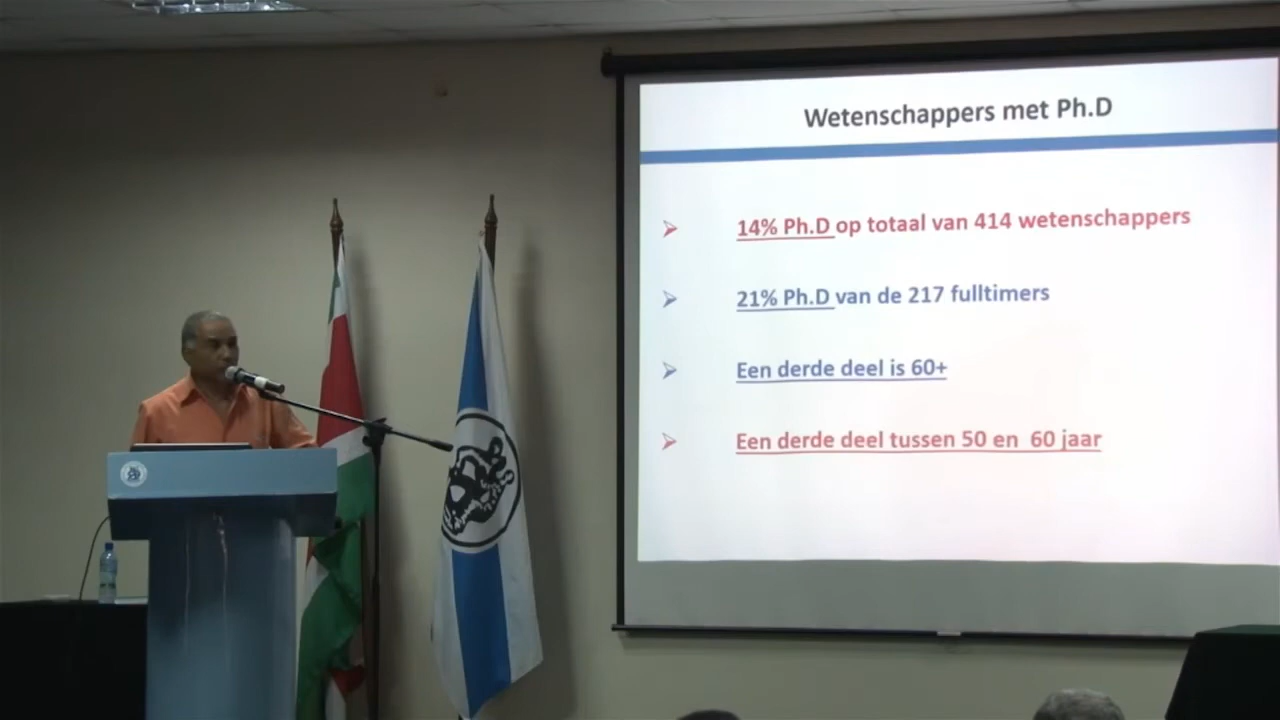 Wetenschappers met Ph.D
14% Ph.D op totaal van 414 wetenschappers
21% Ph.D van de 217 fulltimers
Een derde deel is 60+
Een derde deel tussen 50 en 60 jaar